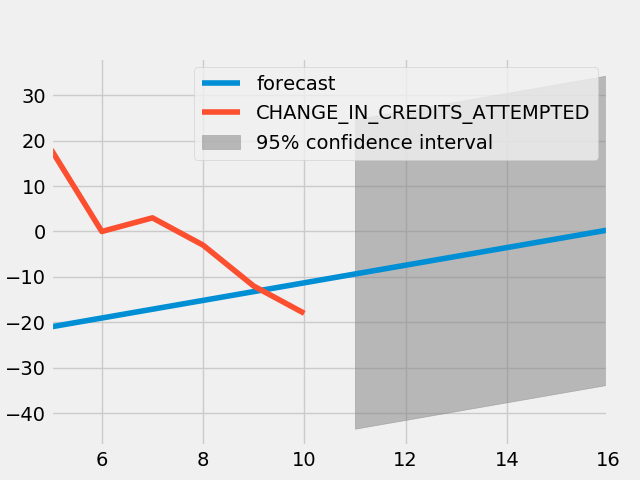 forecast
CHANGE_IN_CREDITS_ATTEMPTED
95% confidence interval
30
20
10
0
−10
−20
−30
−40
6 8 10 12 14 16